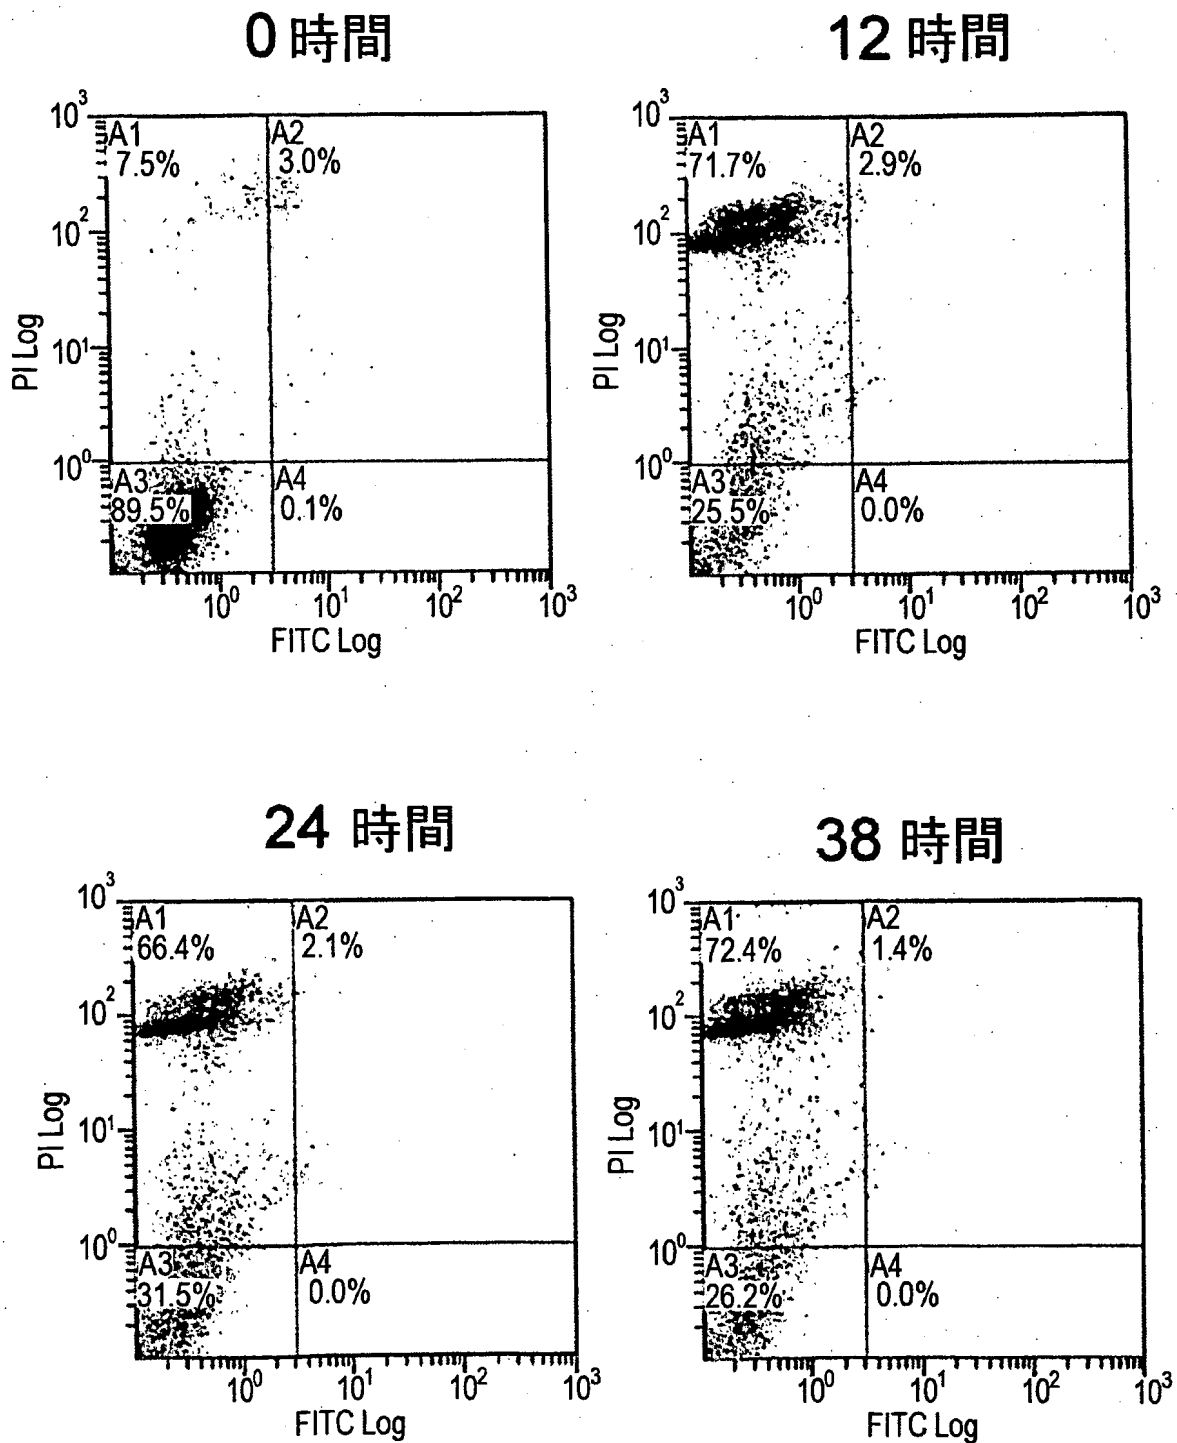 0 時間
10³
A1
7.5%
A2
3.0%
10²
10¹
10⁰
A3
89.5%
A4
0.1%
PI Log
10⁰ 10¹ 10² 10³
FITC Log
12 時間
10³
A1
71.7%
A2
2.9%
10²
10¹
10⁰
A3
25.5%
A4
0.0%
PI Log
10⁰ 10¹ 10² 10³
FITC Log
24 時間
10³
A1
66.4%
A2
2.1%
10²
10¹
10⁰
A3
31.5%
A4
0.0%
PI Log
10⁰ 10¹ 10² 10³
FITC Log
38 時間
10³
A1
72.4%
A2
1.4%
10²
10¹
10⁰
A3
26.2%
A4
0.0%
PI Log
10⁰ 10¹ 10² 10³
FITC Log